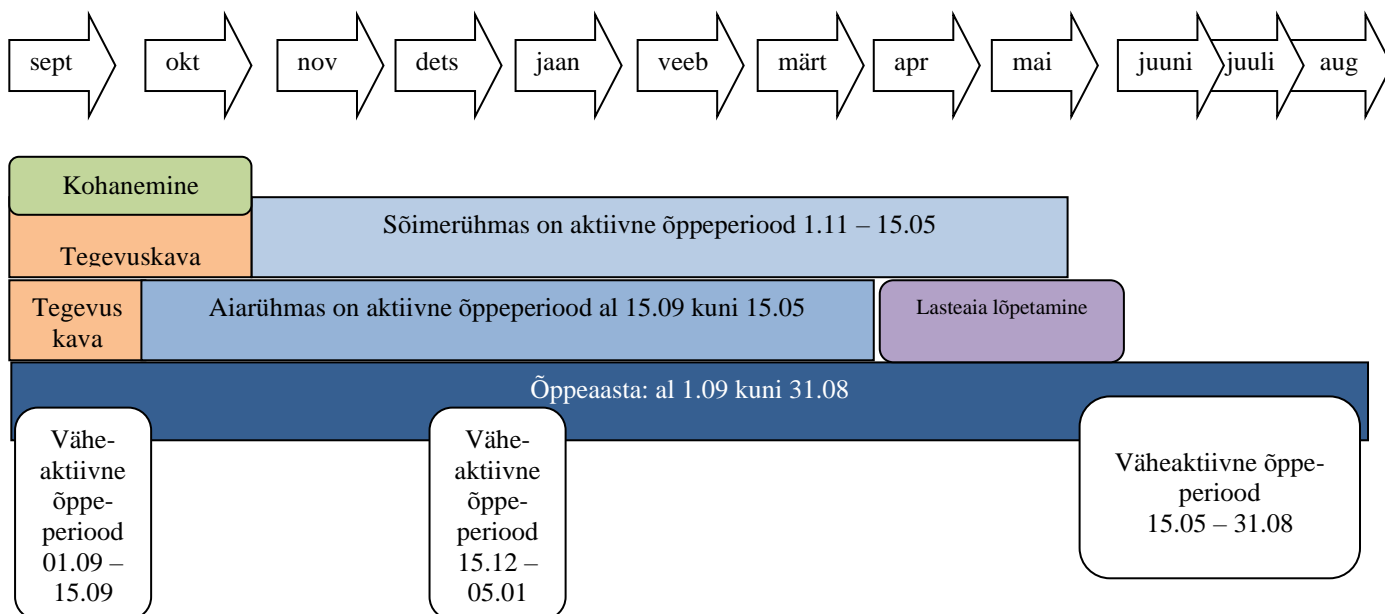 sept okt nov dets jaan veeb märt apr mai juuni juuli aug
Kohanemine
Tegevuskava
Sõimerühmas on aktiivne õppeperiood 1.11 – 15.05
Tegevus
kava
Aiarühmas on aktiivne õppeperiood al 15.09 kuni 15.05
Lasteaia lõpetamine
Õppeaasta: al 1.09 kuni 31.08
Vähe-
aktiivne
õppe-
periood
01.09 –
15.09
Vähe-
aktiivne
õppe-
periood
15.12 –
05.01
Väheaktiivne õppe-
periood
15.05 – 31.08